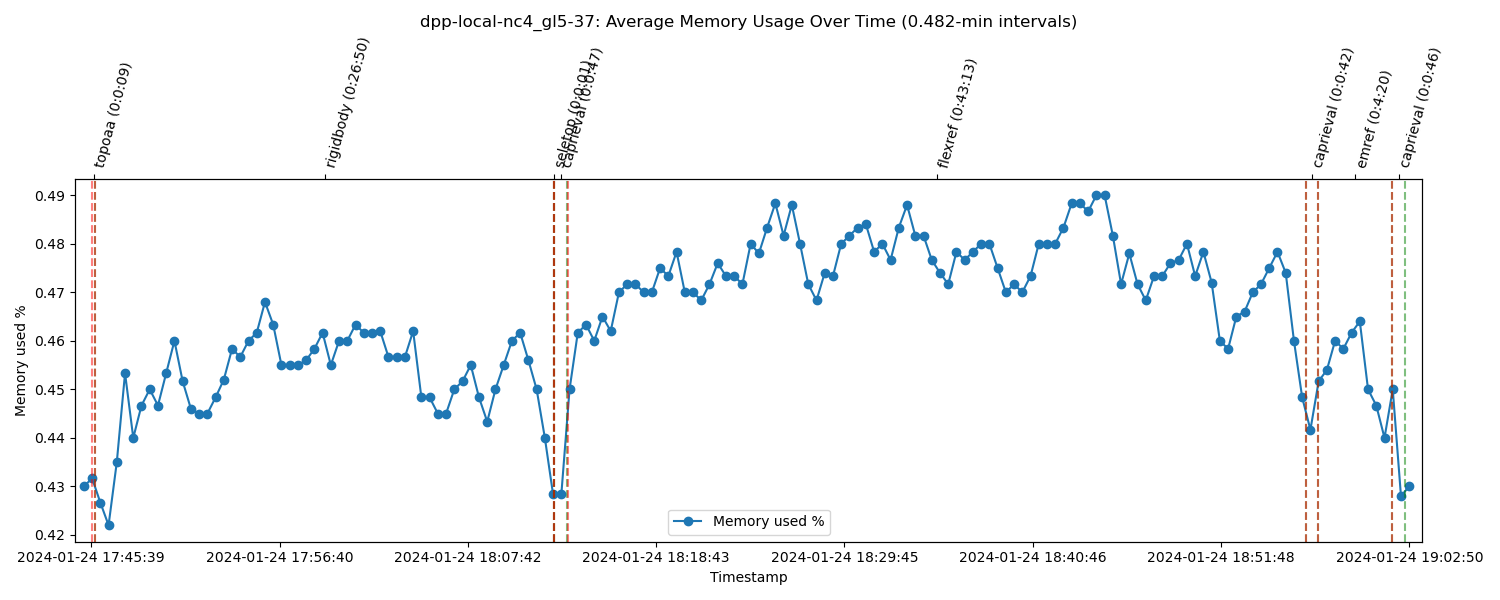 dpp-local-nc4_gl5-37: Average Memory Usage Over Time (0.482-min intervals)
topoaa (0:0:09)
rigidbody (0:26:50)
seletop (0:0:01)
caprieval (0:0:47)
flexref (0:43:13)
caprieval (0:0:42)
emref (0:4:20)
caprieval (0:0:46)
Memory used %
0.49
0.48
0.47
0.46
0.45
0.44
0.43
0.42
Memory used %
2024-01-24 17:45:39
2024-01-24 17:56:40
2024-01-24 18:07:42
2024-01-24 18:18:43
2024-01-24 18:29:45
2024-01-24 18:40:46
2024-01-24 18:51:48
2024-01-24 19:02:50
Timestamp